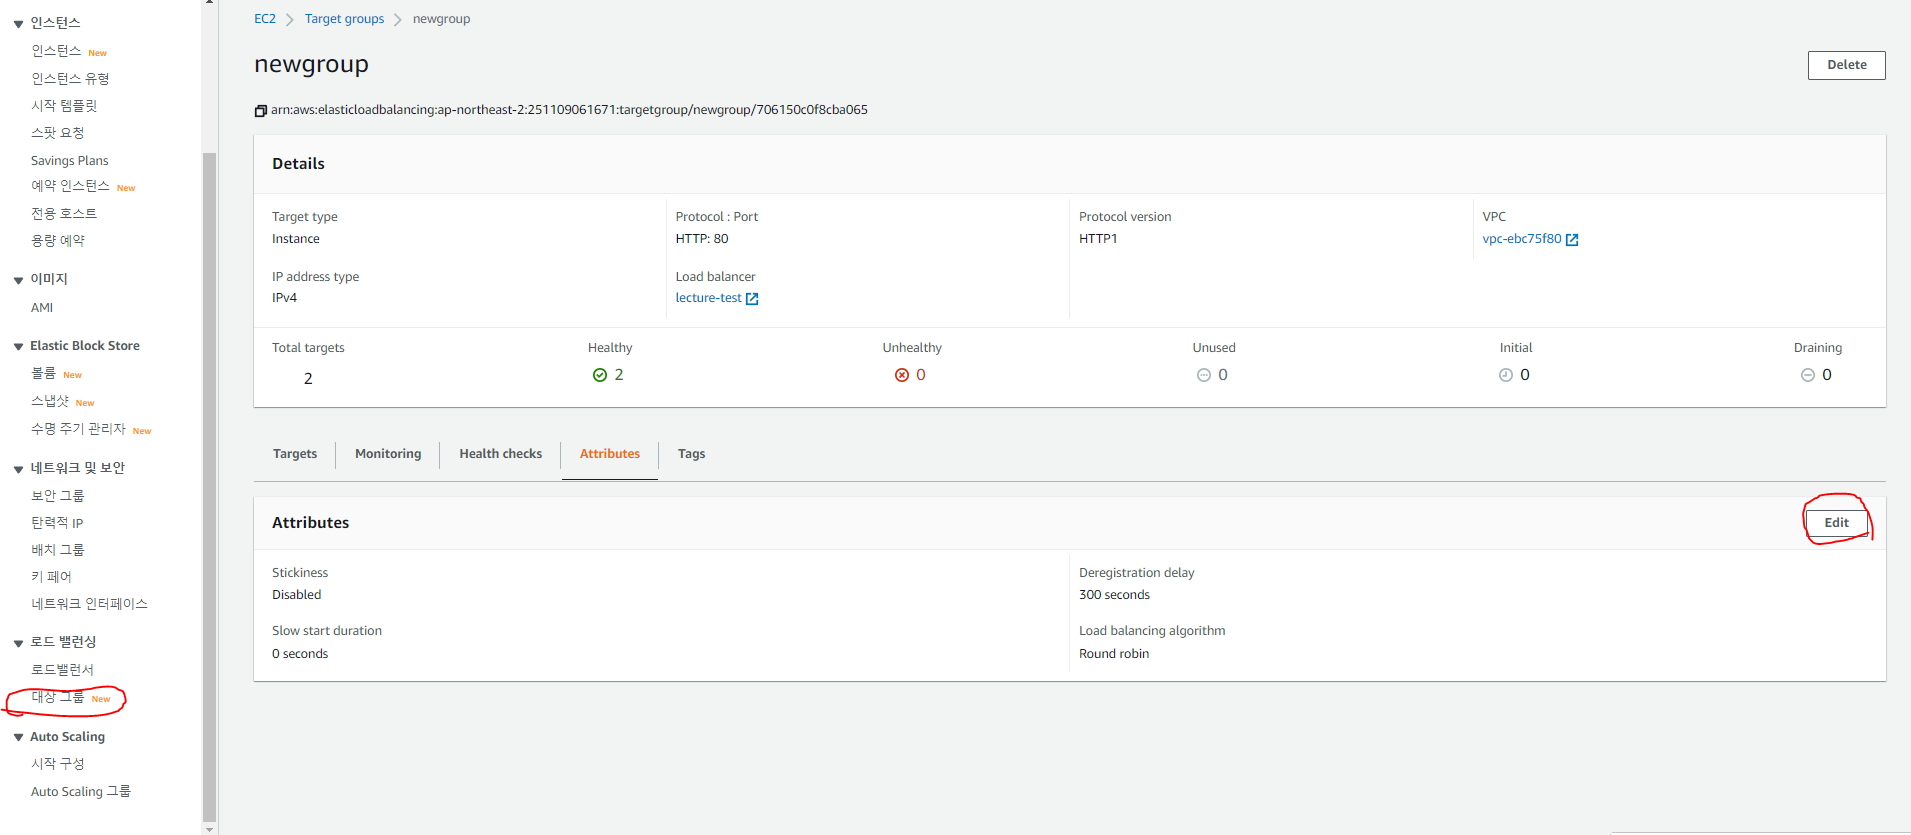 인스턴스
인스턴스 New
인스턴스 유형
시작 템플릿
스팟 요청
Savings Plans
예약 인스턴스 New
전용 호스트
용량 예약
이미지
AMI
Elastic Block Store
볼륨 New
스냅샷 New
수명 주기 관리자 New
네트워크 및 보안
보안 그룹
탄력적 IP
배치 그룹
키 페어
네트워크 인터페이스
로드 밸런싱
로드밸런서
대상 그룹 New
Auto Scaling
시작 구성
Auto Scaling 그룹
EC2 > Target groups > newgroup
newgroup
Delete
arn:aws:elasticloadbalancing:ap-northeast-2:251109061671:targetgroup/newgroup/706150c0f8cba065
Details
Target type
Instance
Protocol : Port
HTTP: 80
Protocol version
HTTP1
VPC
vpc-ebc75f80
IP address type
IPv4
Load balancer
lecture-test
Total targets
2
Healthy
2
Unhealthy
0
Unused
0
Initial
0
Draining
0
Targets Monitoring Health checks Attributes Tags
Attributes
Edit
Stickiness
Disabled
Deregistration delay
300 seconds
Slow start duration
0 seconds
Load balancing algorithm
Round robin